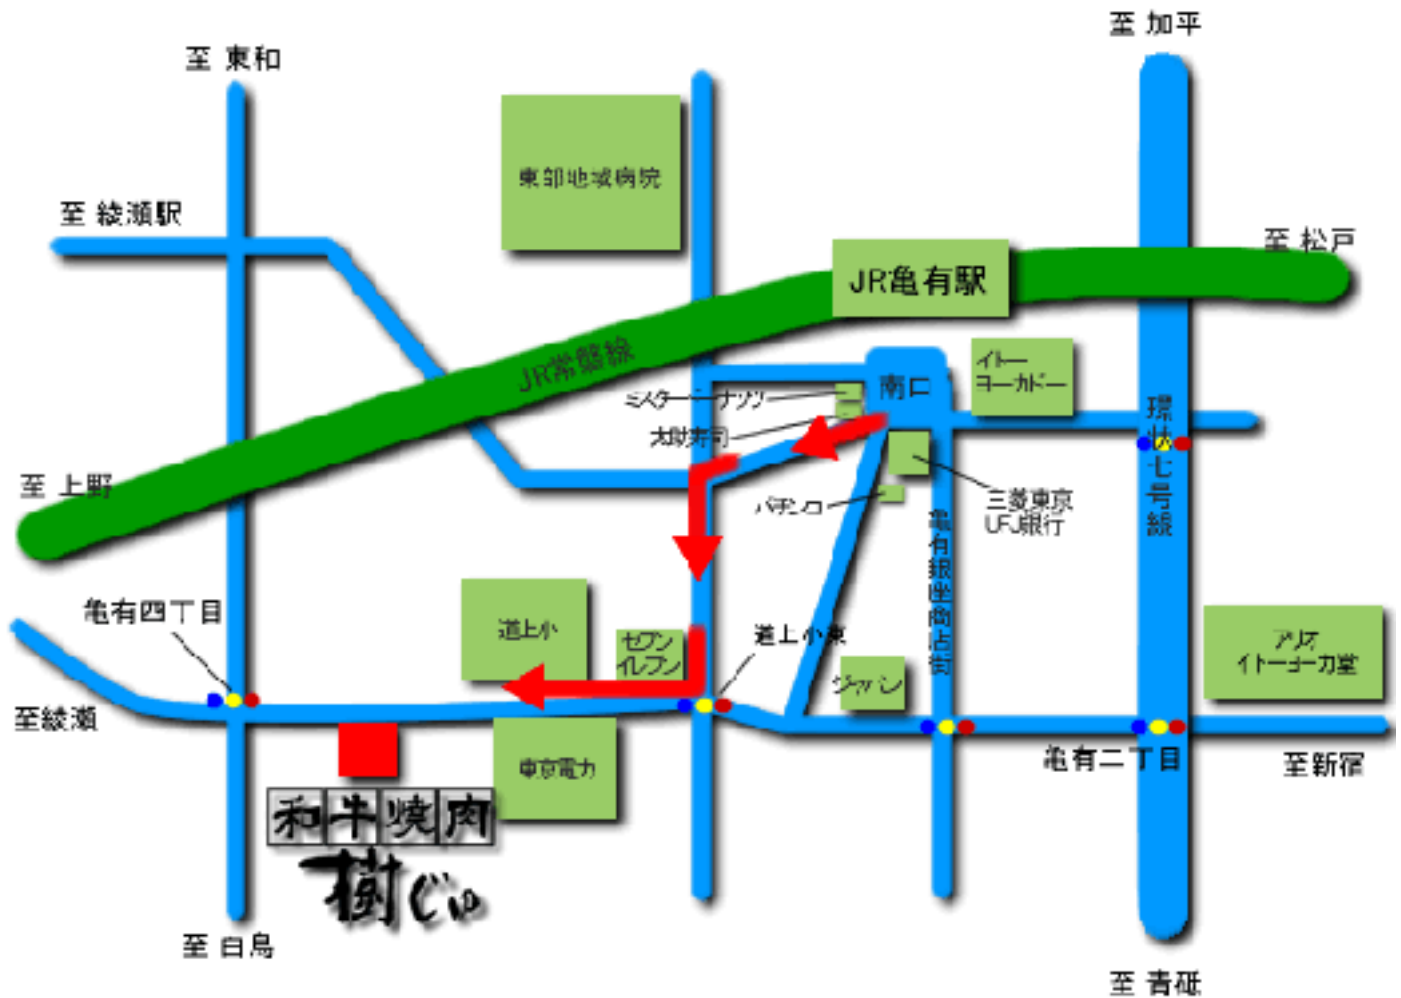 至 加平
至 東和
東部地域病院
至 綾瀬駅
至 松戸
JR亀有駅
JR常磐線
イトー
ヨーカドー
南口
ミスタードーナツ
太助寿司
環状七号線
至 上野
パチンコ
三菱東京
UFJ銀行
亀有銀座商店街
亀有四丁目
道上小
セブン
イレブン
道上小東
アリオ
イトーヨーカ堂
ジャパン
至綾瀬
東京電力
亀有二丁目
至新宿
和牛焼肉
樹じゅ
至 白鳥
至 青砥